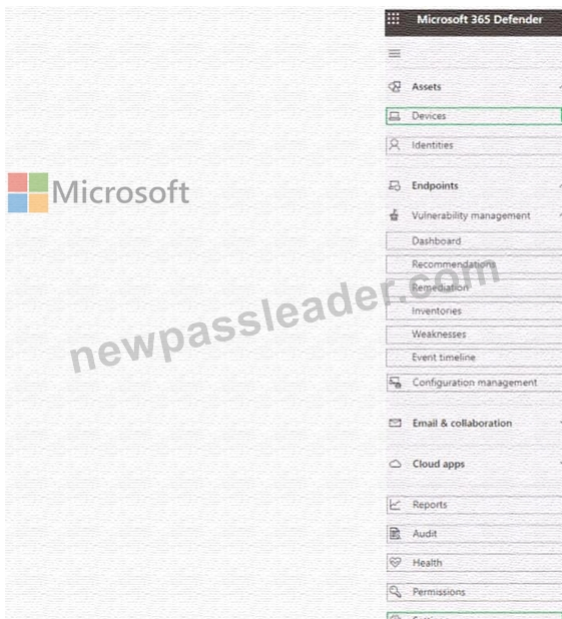 Microsoft 365 Defender
Assets
Devices
Identities
Microsoft
Endpoints
Vulnerability management
Dashboard
Recommendations
Remediation
Inventories
newpassleader.com
Weaknesses
Event timeline
Configuration management
Email & collaboration
Cloud apps
Reports
Audit
Health
Permissions